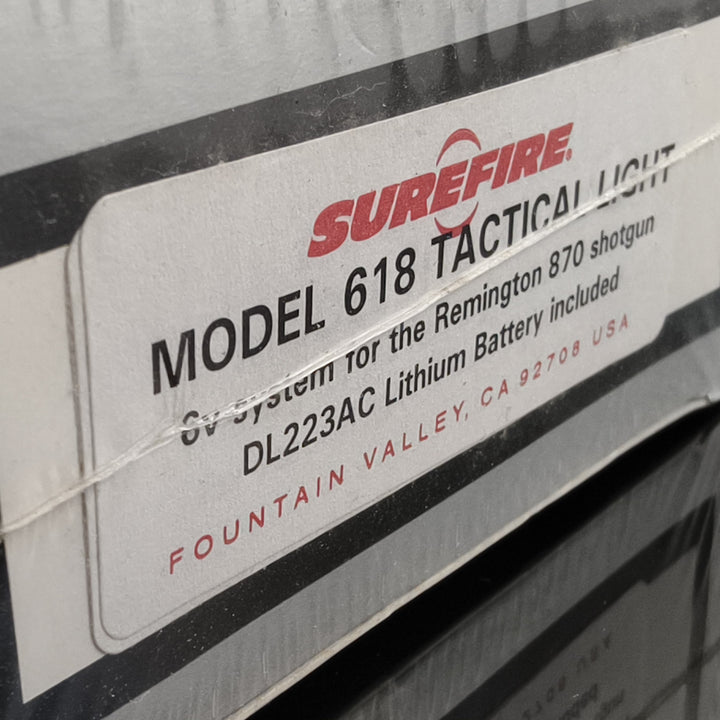 SUREFIRE®
MODEL 618 TACTICAL LIGHT
6v system for the Remington 870 shotgun
DL223AC Lithium Battery included
FOUNTAIN VALLEY, CA 92708 USA